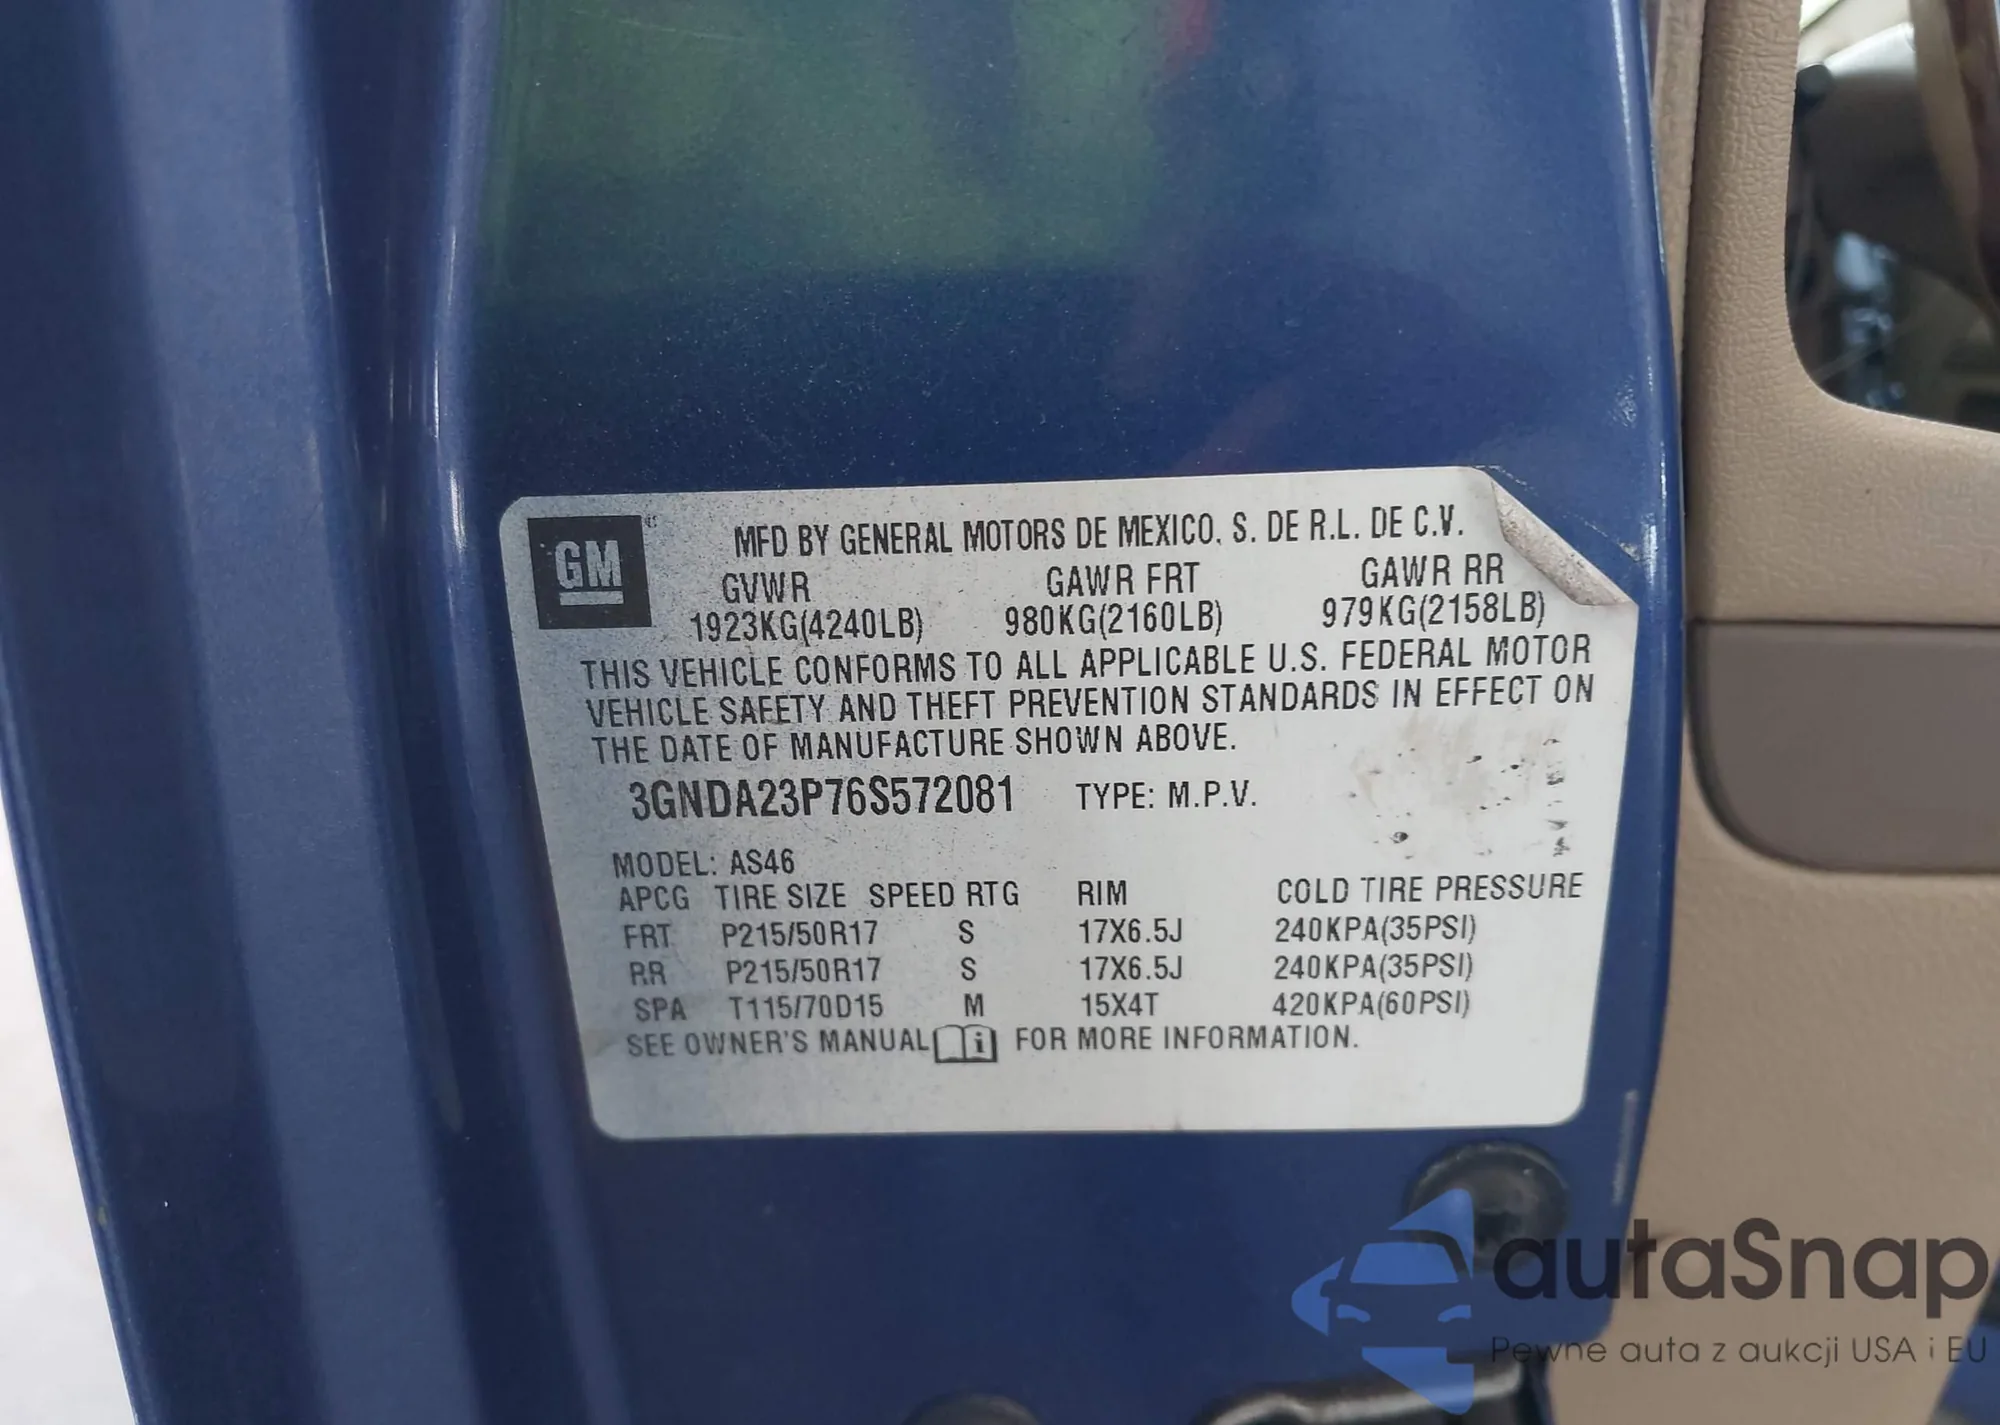 GM
MFD BY GENERAL MOTORS DE MEXICO, S. DE R.L. DE C.V.
GVWR GAWR FRT GAWR RR
1923KG(4240LB) 980KG(2160LB) 979KG(2158LB)
THIS VEHICLE CONFORMS TO ALL APPLICABLE U.S. FEDERAL MOTOR
VEHICLE SAFETY AND THEFT PREVENTION STANDARDS IN EFFECT ON
THE DATE OF MANUFACTURE SHOWN ABOVE.
3GNDA23P76S572081 TYPE: M.P.V.
MODEL: AS46
APCG TIRE SIZE SPEED RTG RIM COLD TIRE PRESSURE
FRT P215/50R17 S 17X6.5J 240KPA(35PSI)
RR P215/50R17 S 17X6.5J 240KPA(35PSI)
SPA T115/70D15 M 15X4T 420KPA(60PSI)
SEE OWNER'S MANUAL i FOR MORE INFORMATION.
autaSnap
Pewne auta z aukcji USA i EU